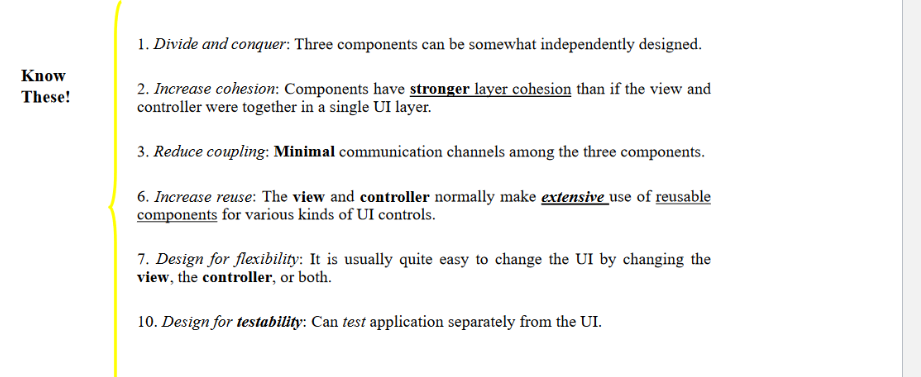 Know
These!
1. Divide and conquer: Three components can be somewhat independently designed.
2. Increase cohesion: Components have stronger layer cohesion than if the view and
controller were together in a single UI layer.
3. Reduce coupling: Minimal communication channels among the three components.
6. Increase reuse: The view and controller normally make extensive use of reusable
components for various kinds of UI controls.
7. Design for flexibility: It is usually quite easy to change the UI by changing the
view, the controller, or both.
10. Design for testability: Can test application separately from the UI.